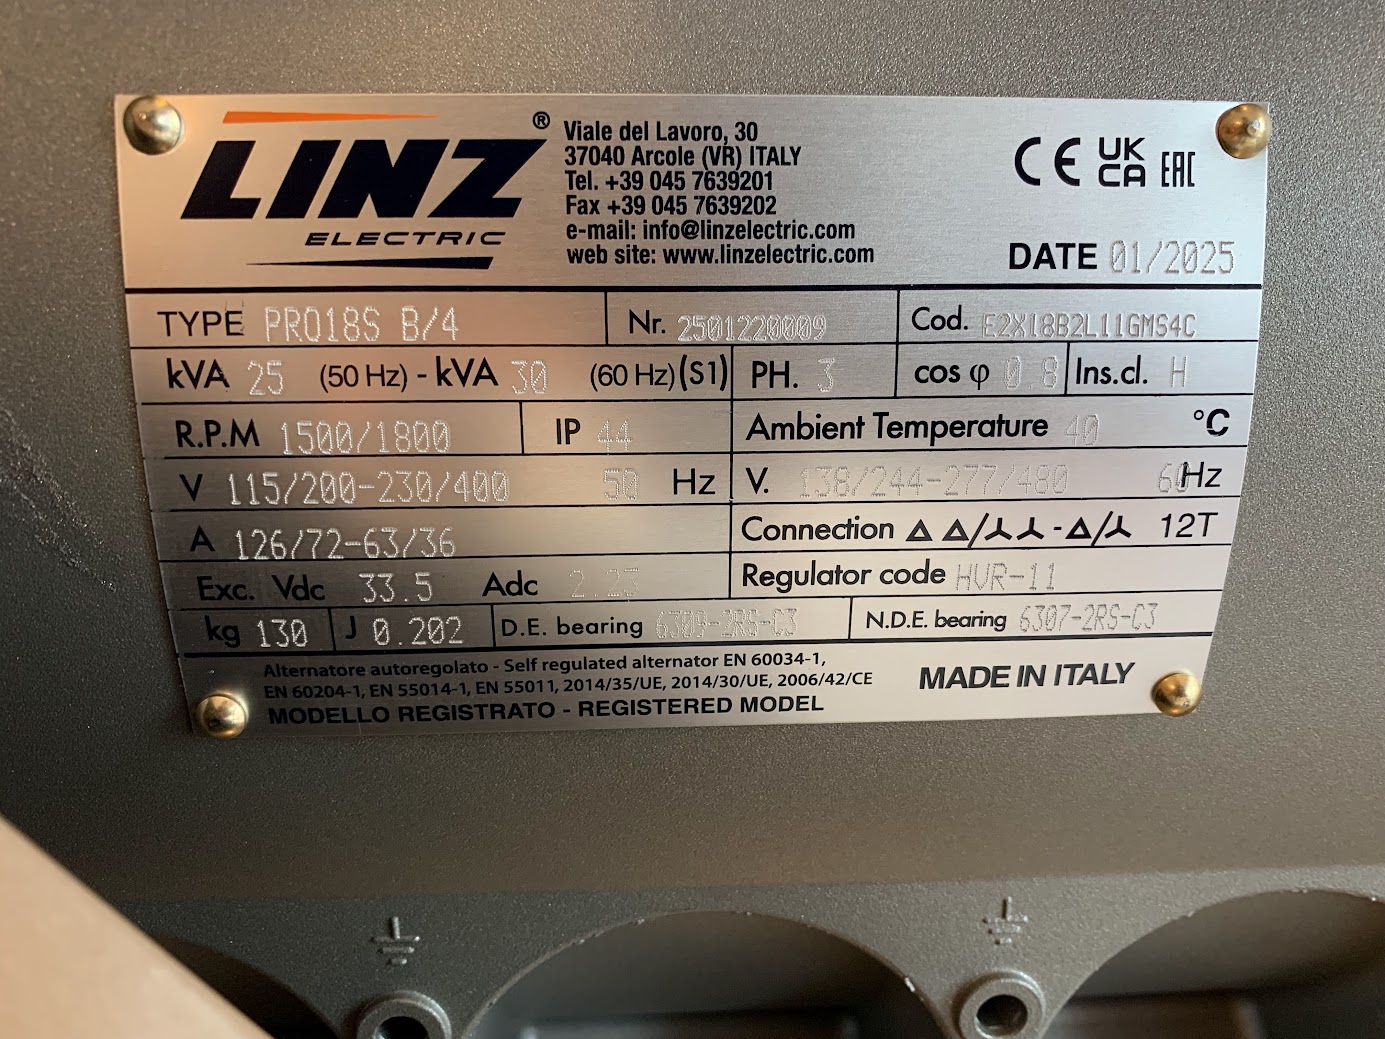 LINZ ®
ELECTRIC
Viale del Lavoro, 30
37040 Arcole (VR) ITALY
Tel. +39 045 7639201
Fax +39 045 7639202
e-mail: info@linzelectric.com
web site: www.linzelectric.com
CE UK CA EAC
DATE 01/2025
TYPE PRO18S B/4 Nr. 2501220009 Cod. E2X18B2L11GMS4C
kVA 25 (50 Hz) - kVA 30 (60 Hz) (S1) PH. 3 cos φ 0.8 Ins.cl. H
R.P.M 1500/1800 IP 44 Ambient Temperature 40 °C
V 115/200-230/400 50 Hz V. 138/244-277/480 60 Hz
A 126/72-63/36 Connection △ △/⅄ ⅄ - △/⅄ 12T
Exc. Vdc 33.5 Adc 2.23 Regulator code HVR-11
kg 130 J 0.202 D.E. bearing 6309-2RS-C3 N.D.E. bearing 6307-2RS-C3
Alternatore autoregolato - Self regulated alternator EN 60034-1,
EN 60204-1, EN 55014-1, EN 55011, 2014/35/UE, 2014/30/UE, 2006/42/CE
MODELLO REGISTRATO - REGISTERED MODEL
MADE IN ITALY